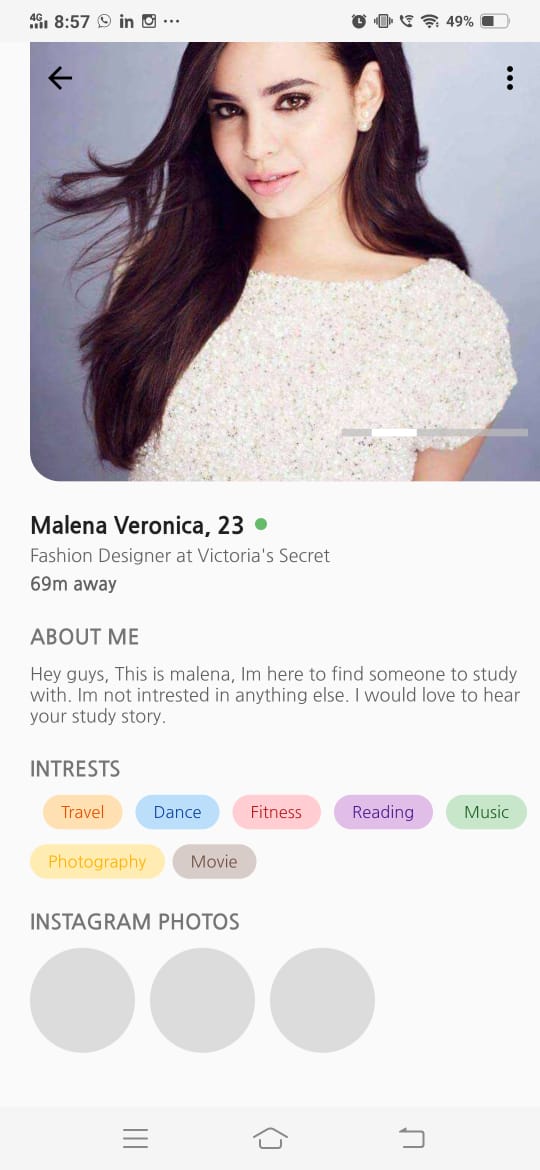 4G 8:57 in ... 49%
Malena Veronica, 23
Fashion Designer at Victoria's Secret
69m away
ABOUT ME
Hey guys, This is malena, Im here to find someone to study
with. Im not intrested in anything else. I would love to hear
your study story.
INTRESTS
Travel Dance Fitness Reading Music
Photography Movie
INSTAGRAM PHOTOS